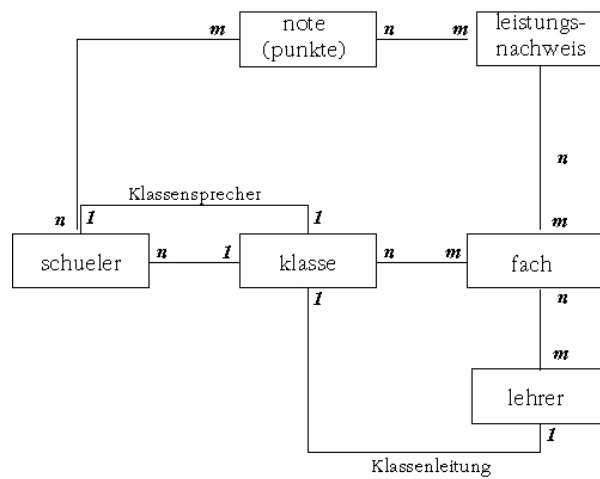 note
(punkte)
leistungs-
nachweis
m
n
m
n
Klassensprecher
n
1
1
m
schueler
n
1
klasse
n
m
fach
1
n
m
lehrer
1
Klassenleitung